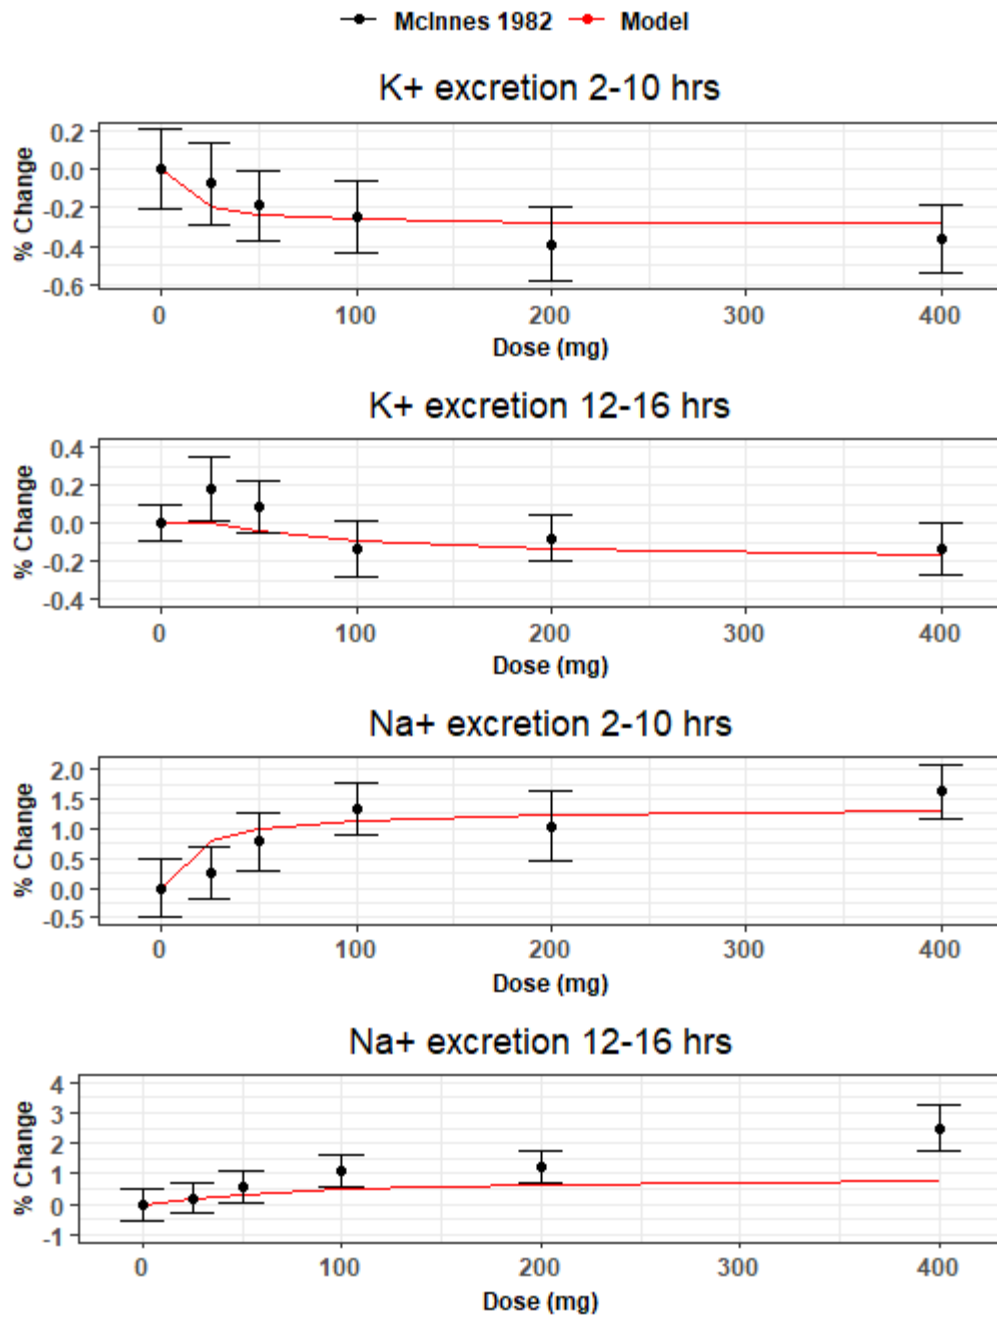 McInnes 1982 Model
K+ excretion 2-10 hrs
% Change
0.2
0.0
-0.2
-0.4
-0.6
0 100 200 300 400
Dose (mg)
K+ excretion 12-16 hrs
% Change
0.4
0.2
0.0
-0.2
-0.4
0 100 200 300 400
Dose (mg)
Na+ excretion 2-10 hrs
% Change
2.0
1.5
1.0
0.5
0.0
-0.5
0 100 200 300 400
Dose (mg)
Na+ excretion 12-16 hrs
% Change
4
3
2
1
0
-1
0 100 200 300 400
Dose (mg)